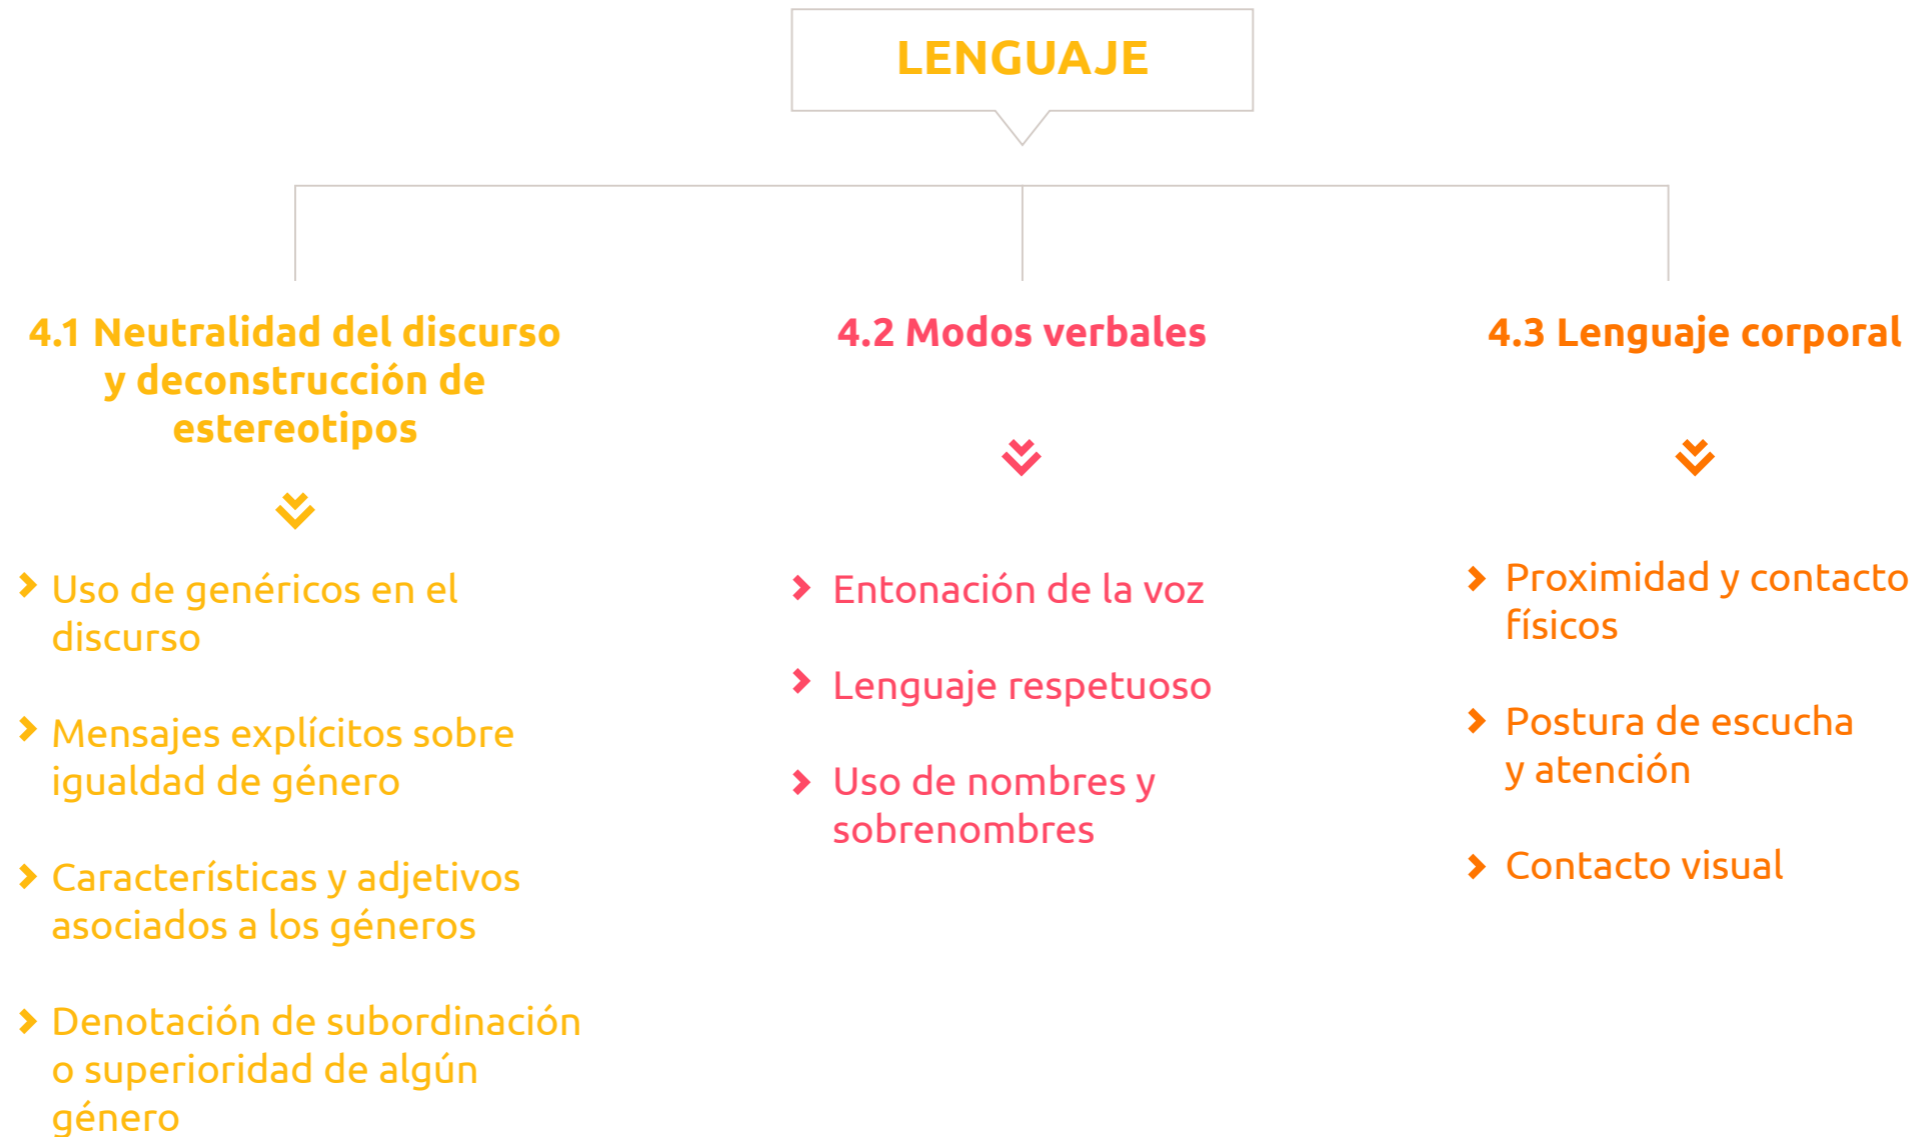 LENGUAJE
4.1 Neutralidad del discurso
y deconstrucción de
estereotipos
Uso de genéricos en el
discurso
Mensajes explícitos sobre
igualdad de género
Características y adjetivos
asociados a los géneros
Denotación de subordinación
o superioridad de algún
género
4.2 Modos verbales
Entonación de la voz
Lenguaje respetuoso
Uso de nombres y
sobrenombres
4.3 Lenguaje corporal
Proximidad y contacto
físicos
Postura de escucha
y atención
Contacto visual